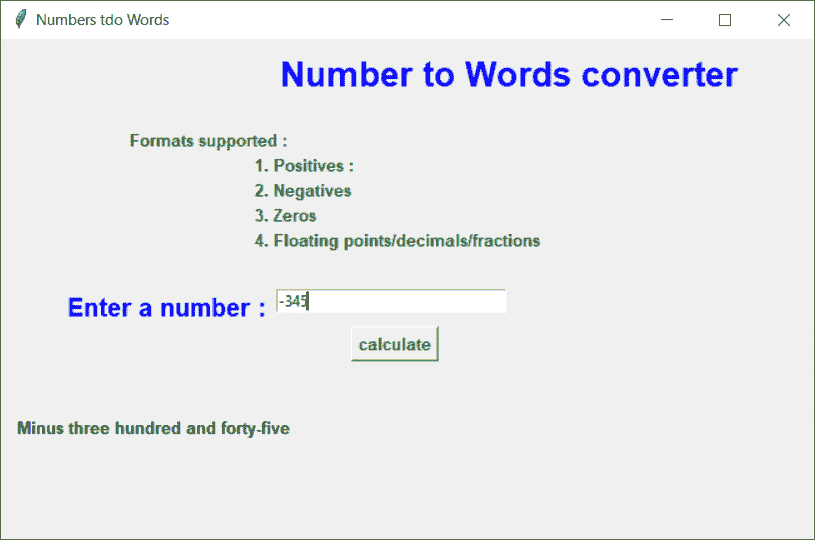 Numbers tdo Words
Number to Words converter
Formats supported :
1. Positives :
2. Negatives
3. Zeros
4. Floating points/decimals/fractions
Enter a number : -345
calculate
Minus three hundred and forty-five